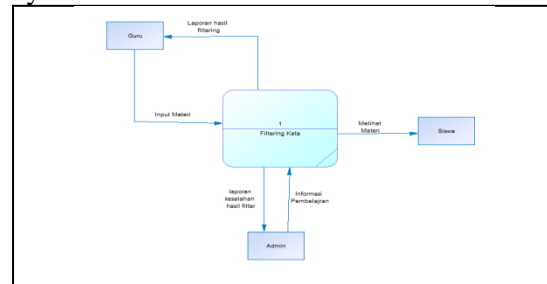 Laporan hasil
filtering
Guru
Input Materi
1
Filtering Kata
Melihat
Materi
Siswa
laporan
kesalahan
hasil filter
Informasi
Pembelajran
Admin